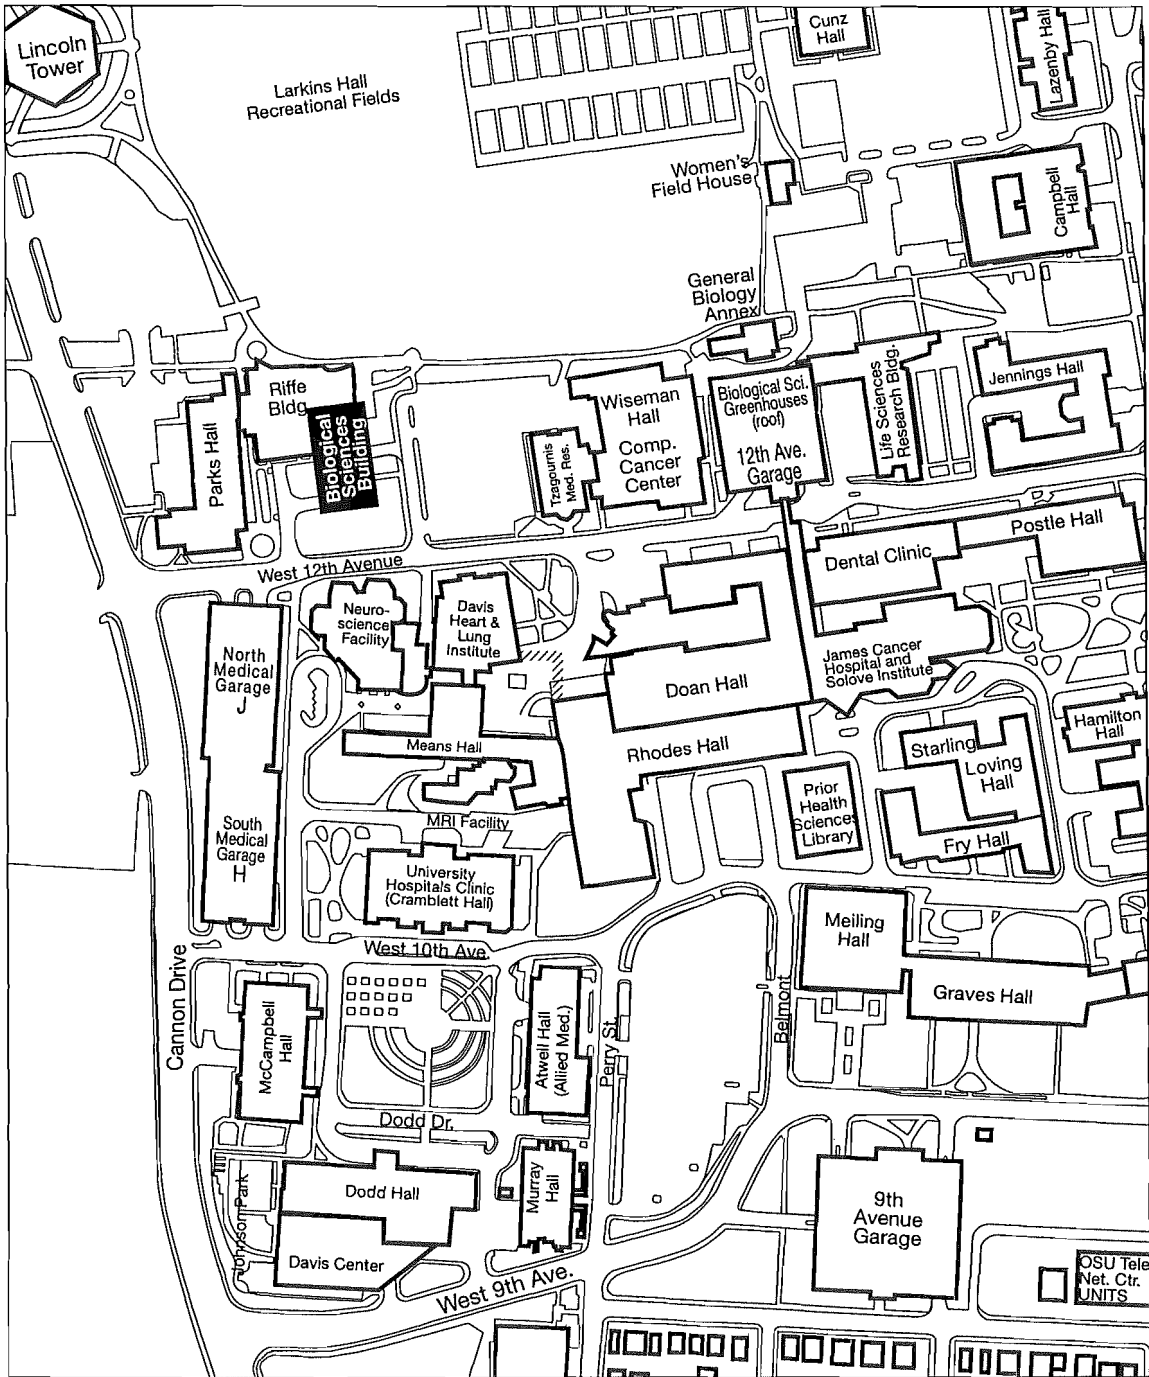 Lincoln
Tower
Larkins Hall
Recreational Fields
Cunz
Hall
Lazenby Hall
Women's
Field House
Campbell
Hall
General
Biology
Annex
Riffe
Bldg.
Biological
Sciences
Building
Parks Hall
Wiseman
Hall
Comp.
Cancer
Center
Tzagournis
Med. Res.
Biological Sci.
Greenhouses
(roof)
12th Ave.
Garage
Life Sciences
Research Bldg.
Jennings Hall
Postle Hall
Dental Clinic
West 12th Avenue
Neuro-
science
Facility
Davis
Heart &
Lung
Institute
North
Medical
Garage
J
James Cancer
Hospital and
Solove Institute
Doan Hall
Means Hall
Rhodes Hall
Hamilton
Hall
Starling
Loving
Hall
Prior
Health
Sciences
Library
Fry Hall
MRI Facility
South
Medical
Garage
H
University
Hospitals Clinic
(Cramblett Hall)
West 10th Ave.
Meiling
Hall
Graves Hall
Cannon Drive
McCampbell
Hall
Atwell Hall
(Allied Med.)
Perry St.
Belmont
Dodd Dr.
Johnson Park
Dodd Hall
Murray
Hall
Davis Center
West 9th Ave.
9th
Avenue
Garage
OSU Tele
Net. Ctr.
UNITS